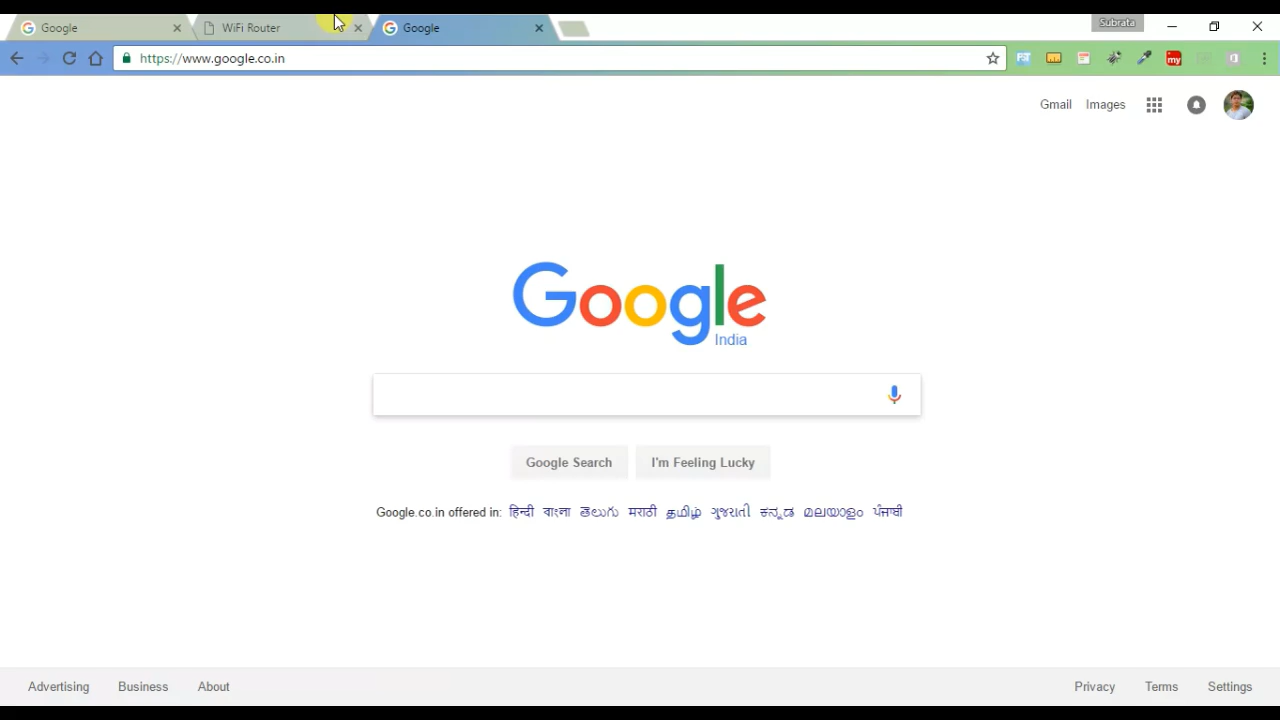 Google
WiFi Router
Google
Subrata
https://www.google.co.in
my
Gmail
Images
Google
India
Google Search
I'm Feeling Lucky
Google.co.in offered in: हिन्दी বাংলা తెలుగు मराठी தமிழ் ગુજરાતી ಕನ್ನಡ മലയാളം ਪੰਜਾਬੀ
Advertising
Business
About
Privacy
Terms
Settings